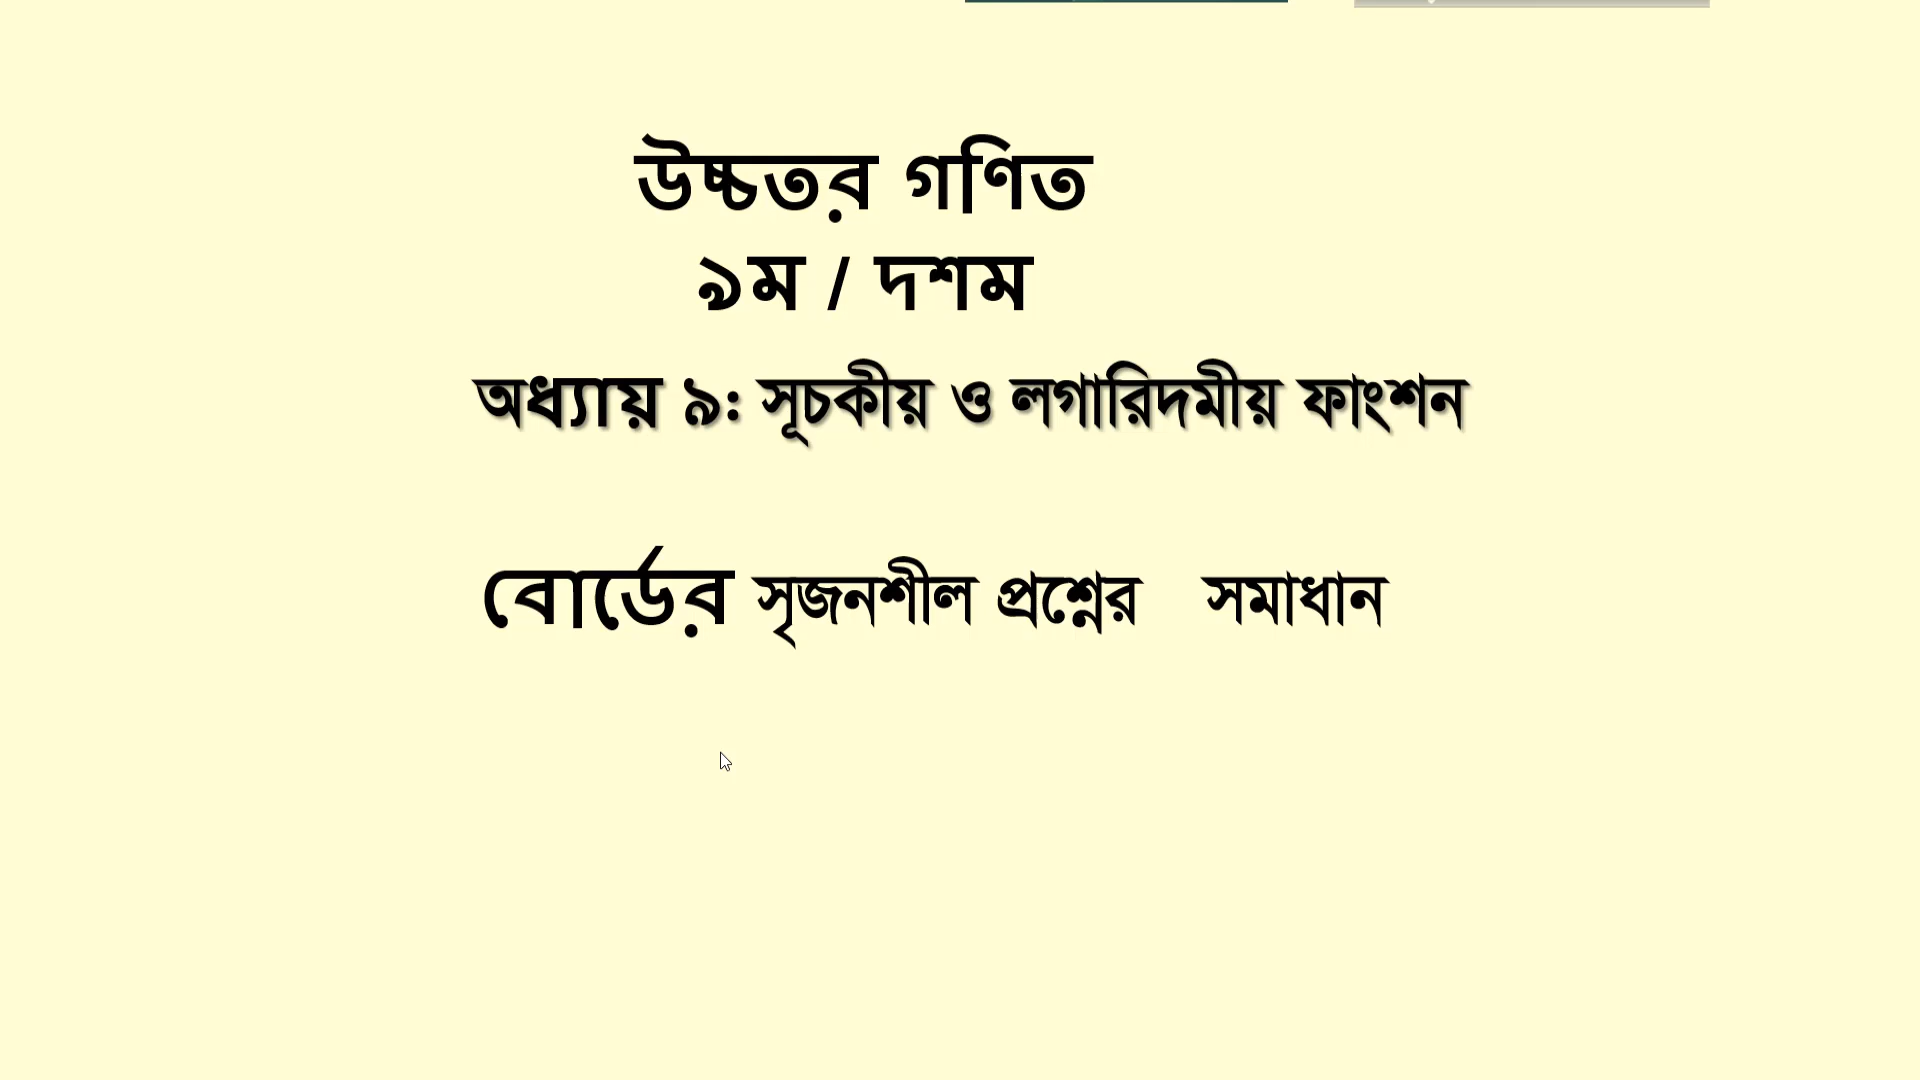 উচ্চতর গণিত
৯ম / দশম
অধ্যায় ৯: সূচকীয় ও লগারিদমীয় ফাংশন
বোর্ডের সৃজনশীল প্রশ্নের সমাধান